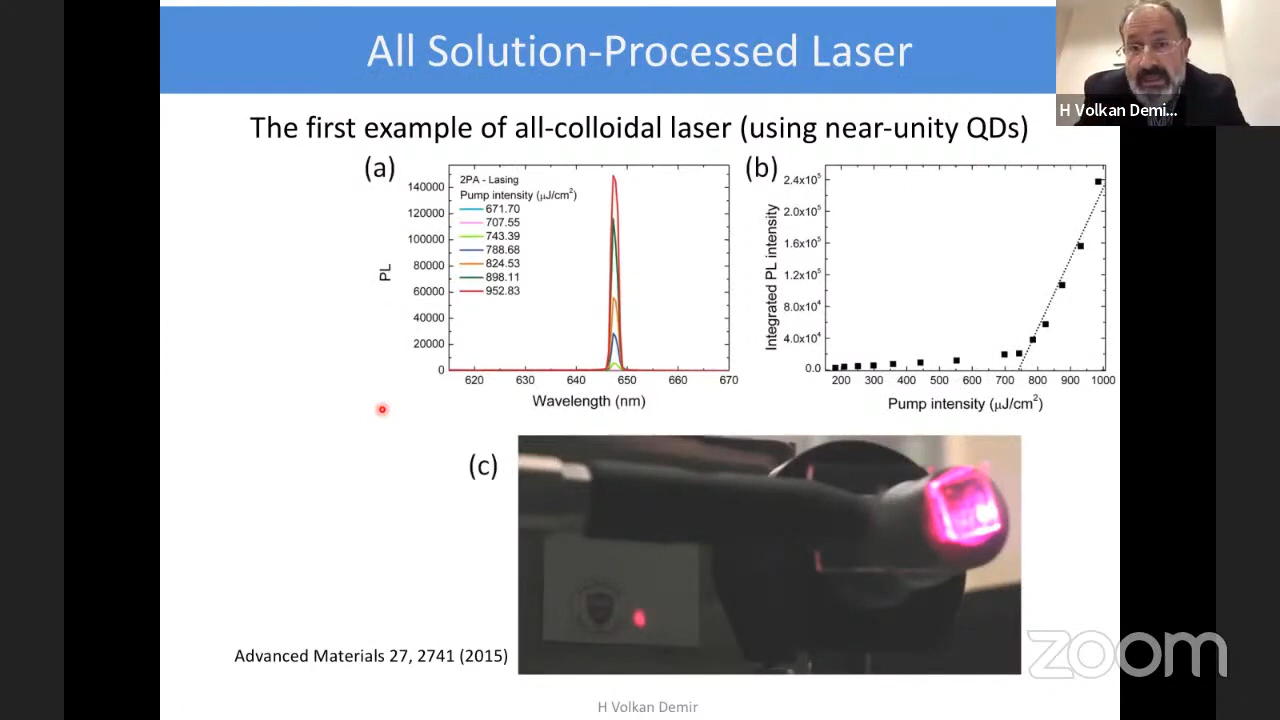 All Solution-Processed Laser
H Volkan Demi...
The first example of all-colloidal laser (using near-unity QDs)
(a)
2PA - Lasing
Pump intensity (μJ/cm²)
671.70
707.55
743.39
788.68
824.53
898.11
952.83
PL
140000
120000
100000
80000
60000
40000
20000
0
620 630 640 650 660 670
Wavelength (nm)
(b)
Integrated PL intensity
2.4x10⁵
2.0x10⁵
1.6x10⁵
1.2x10⁵
8.0x10⁴
4.0x10⁴
0.0
200 300 400 500 600 700 800 900 1000
Pump intensity (μJ/cm²)
(c)
Advanced Materials 27, 2741 (2015)
zoom
H Volkan Demir